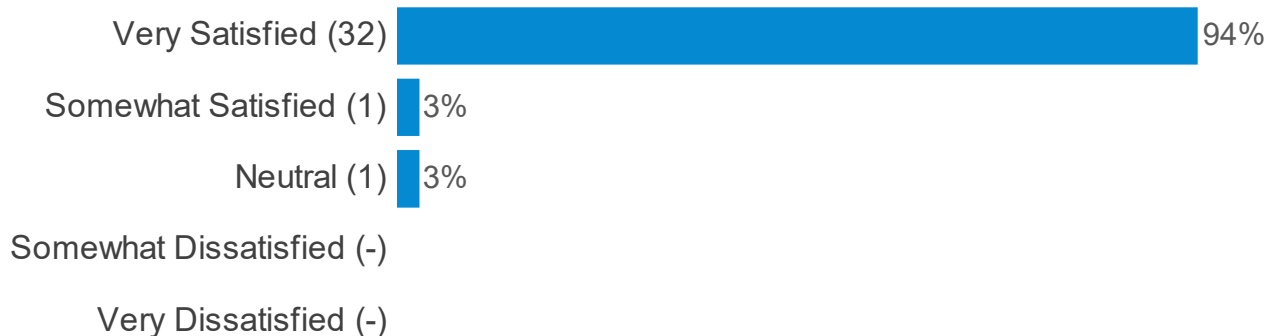 Very Satisfied (32) 94%
Somewhat Satisfied (1) 3%
Neutral (1) 3%
Somewhat Dissatisfied (-)
Very Dissatisfied (-)